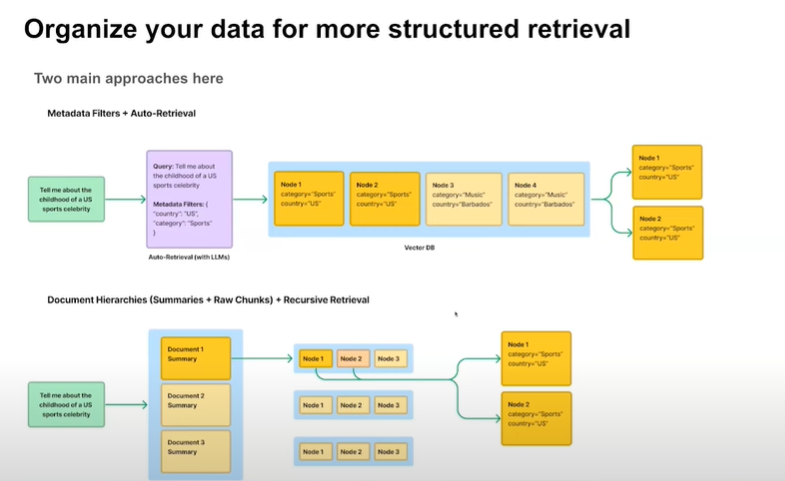 Organize your data for more structured retrieval
Two main approaches here
Metadata Filters + Auto-Retrieval
Tell me about the
childhood of a US
sports celebrity
Query: Tell me about
the childhood of a US
sports celebrity
Metadata Filters: {
"country": "US",
"category": "Sports"
}
Auto-Retrieval (with LLMs)
Node 1
category="Sports"
country="US"
Node 2
category="Sports"
country="US"
Node 3
category="Music"
country="Barbados"
Node 4
category="Music"
country="Barbados"
Vector DB
Node 1
category="Sports"
country="US"
Node 2
category="Sports"
country="US"
Document Hierarchies (Summaries + Raw Chunks) + Recursive Retrieval
Tell me about the
childhood of a US
sports celebrity
Document 1
Summary
Document 2
Summary
Document 3
Summary
Node 1 Node 2 Node 3
Node 1 Node 2 Node 3
Node 1 Node 2 Node 3
Node 1
category="Sports"
country="US"
Node 2
category="Sports"
country="US"